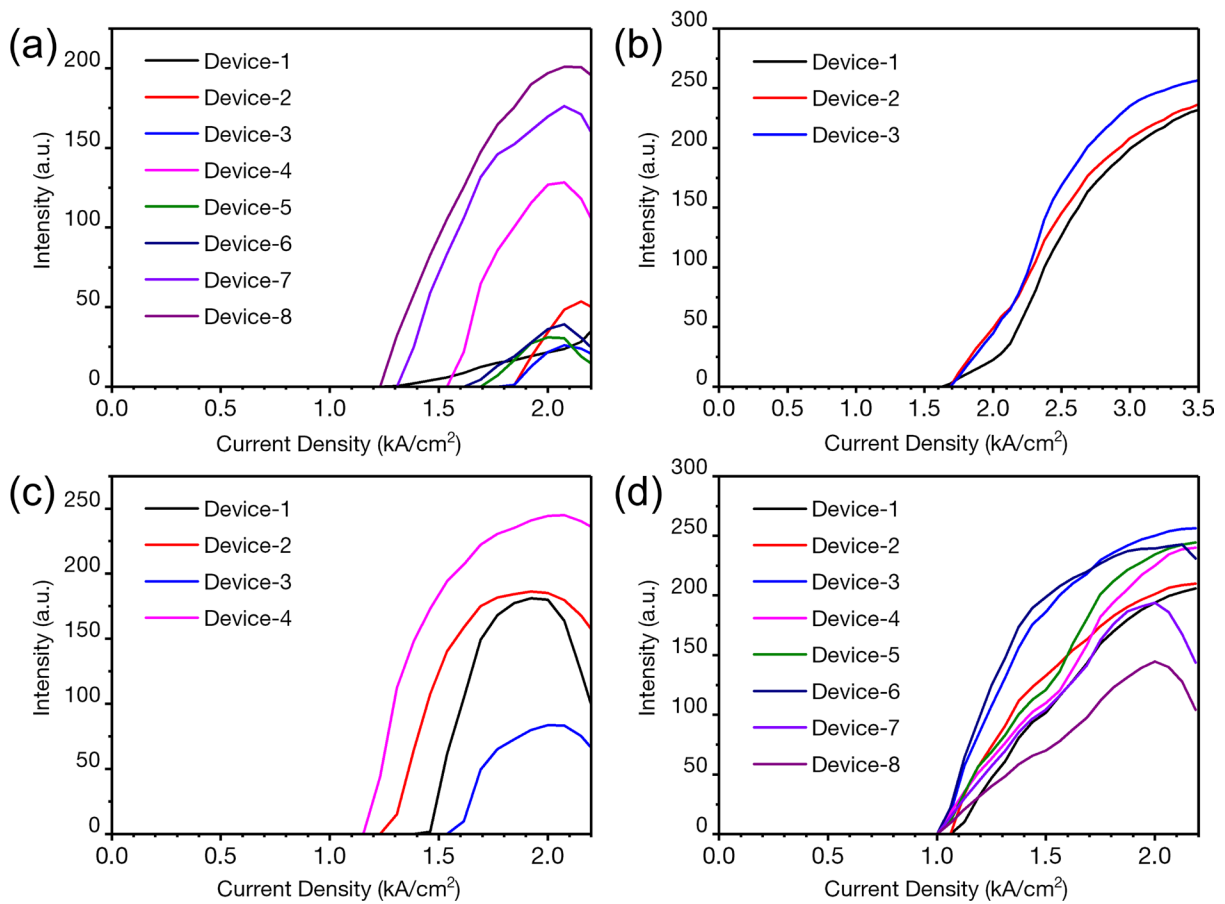 (a)
200
150
100
50
0
Intensity (a.u.)
Device-1
Device-2
Device-3
Device-4
Device-5
Device-6
Device-7
Device-8
0.0 0.5 1.0 1.5 2.0
Current Density (kA/cm²)
(b)
300
250
200
150
100
50
0
Intensity (a.u.)
Device-1
Device-2
Device-3
0.0 0.5 1.0 1.5 2.0 2.5 3.0 3.5
Current Density (kA/cm²)
(c)
250
200
150
100
50
0
Intensity (a.u.)
Device-1
Device-2
Device-3
Device-4
0.0 0.5 1.0 1.5 2.0
Current Density (kA/cm²)
(d)
300
250
200
150
100
50
0
Intensity (a.u.)
Device-1
Device-2
Device-3
Device-4
Device-5
Device-6
Device-7
Device-8
0.0 0.5 1.0 1.5 2.0
Current Density (kA/cm²)